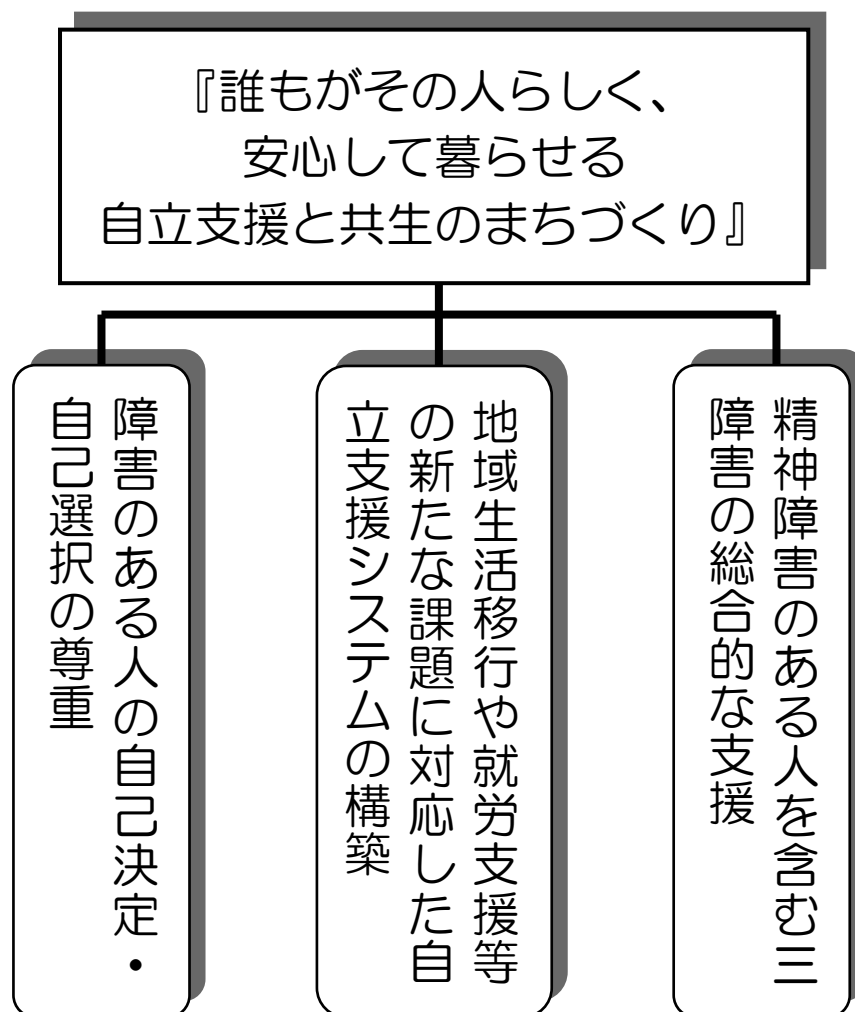 『誰もがその人らしく、
安心して暮らせる
自立支援と共生のまちづくり』
障害のある人の自己決定・
自己選択の尊重
地域生活移行や就労支援等
の新たな課題に対応した自
立支援システムの構築
精神障害のある人を含む三
障害の総合的な支援